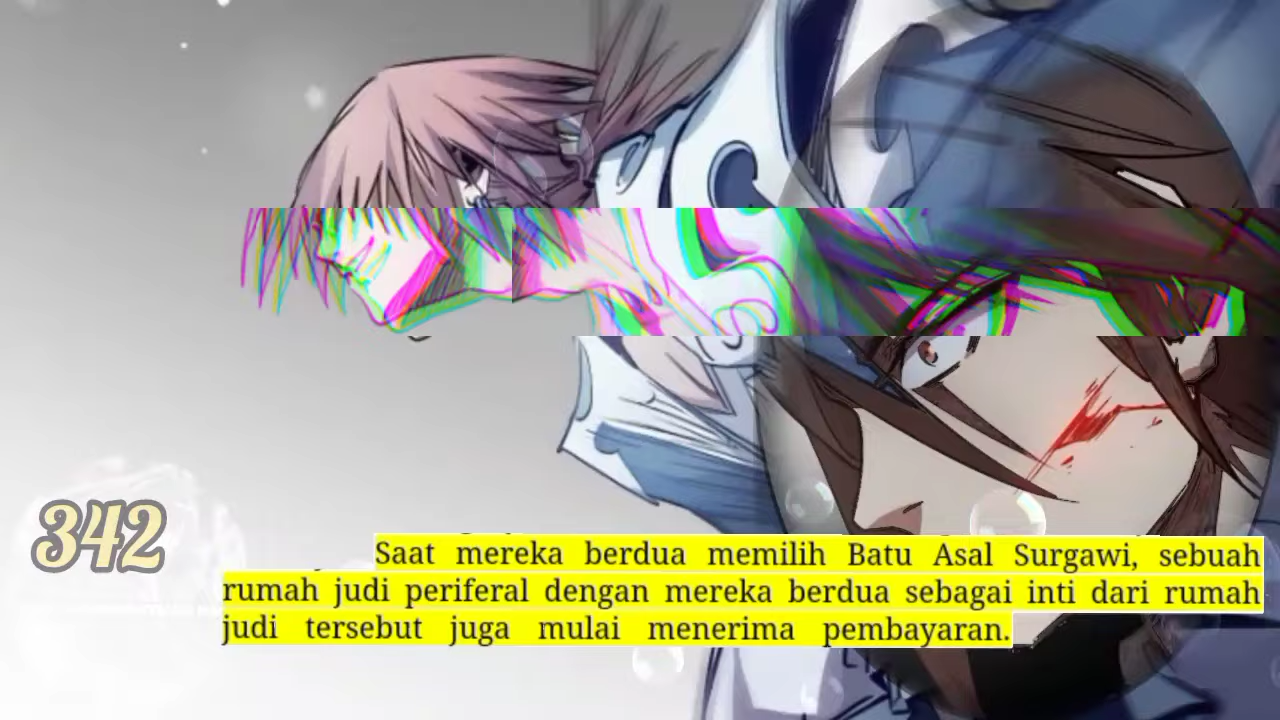 342
Saat mereka berdua memilih Batu Asal Surgawi, sebuah
rumah judi periferal dengan mereka berdua sebagai inti dari rumah
judi tersebut juga mulai menerima pembayaran.